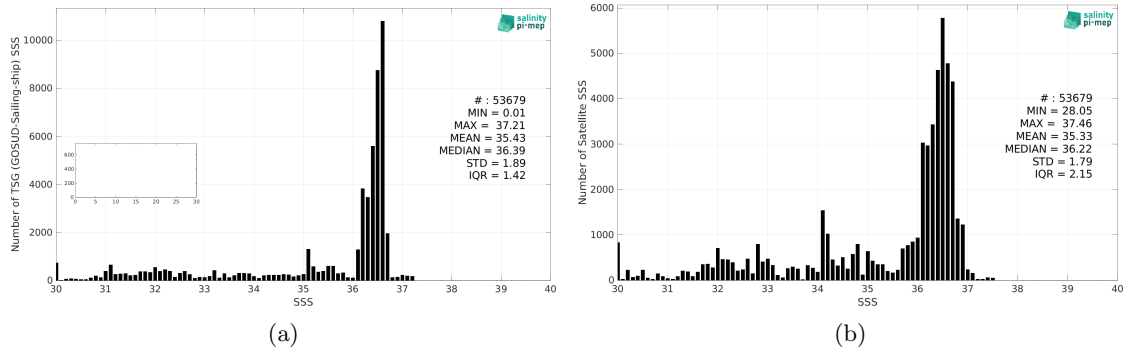 salinity
pi-mep
Number of TSG (GOSUD-Sailing-ship) SSS
10000
8000
6000
4000
2000
0
# : 53679
MIN = 0.01
MAX = 37.21
MEAN = 35.43
MEDIAN = 36.39
STD = 1.89
IQR = 1.42
600
400
200
0
0 5 10 15 20 25 30
30 31 32 33 34 35 36 37 38 39 40
SSS
(a)
salinity
pi-mep
Number of Satellite SSS
6000
5000
4000
3000
2000
1000
0
# : 53679
MIN = 28.05
MAX = 37.46
MEAN = 35.33
MEDIAN = 36.22
STD = 1.79
IQR = 2.15
30 31 32 33 34 35 36 37 38 39 40
SSS
(b)